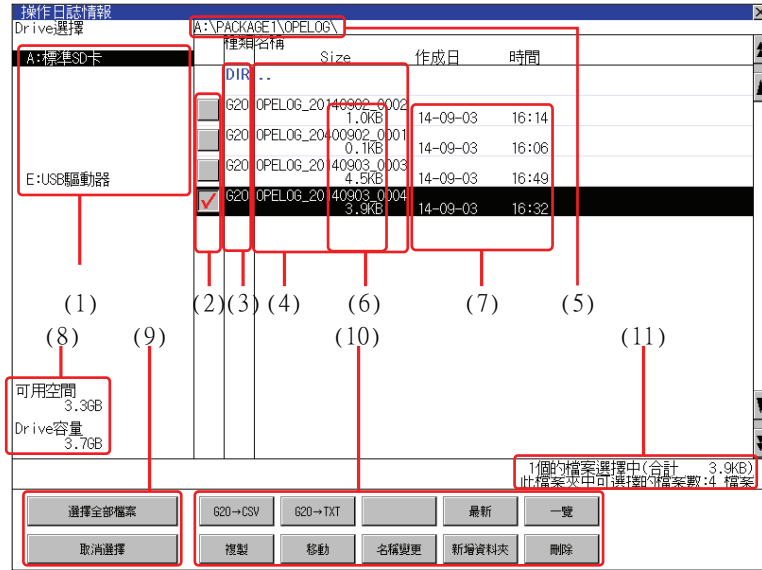 操作日誌情報
Drive選擇
A:\PACKAGE1\OPELOG\
種類 名稱
Size 作成日 時間
A:標準SD卡
DIR ..
G20 OPELOG_20140902_0002
1.0KB 14-09-03 16:14
G20 OPELOG_20400902_0001
0.1KB 14-09-03 16:06
G20 OPELOG_20140903_0003
4.5KB 14-09-03 16:49
E:USB驅動器
G20 OPELOG_20140903_0004
3.9KB 14-09-03 16:32
(1) (2) (3) (4) (6) (7) (5)
(8) (9) (10) (11)
可用空間
3.3GB
Drive容量
3.7GB
1個的檔案選擇中(合計 3.9KB)
此檔案夾中可選擇的檔案數:4 檔案
選擇全部檔案 G20→CSV G20→TXT 最新 一覽
取消選擇 複製 移動 名稱變更 新增資料夾 刪除